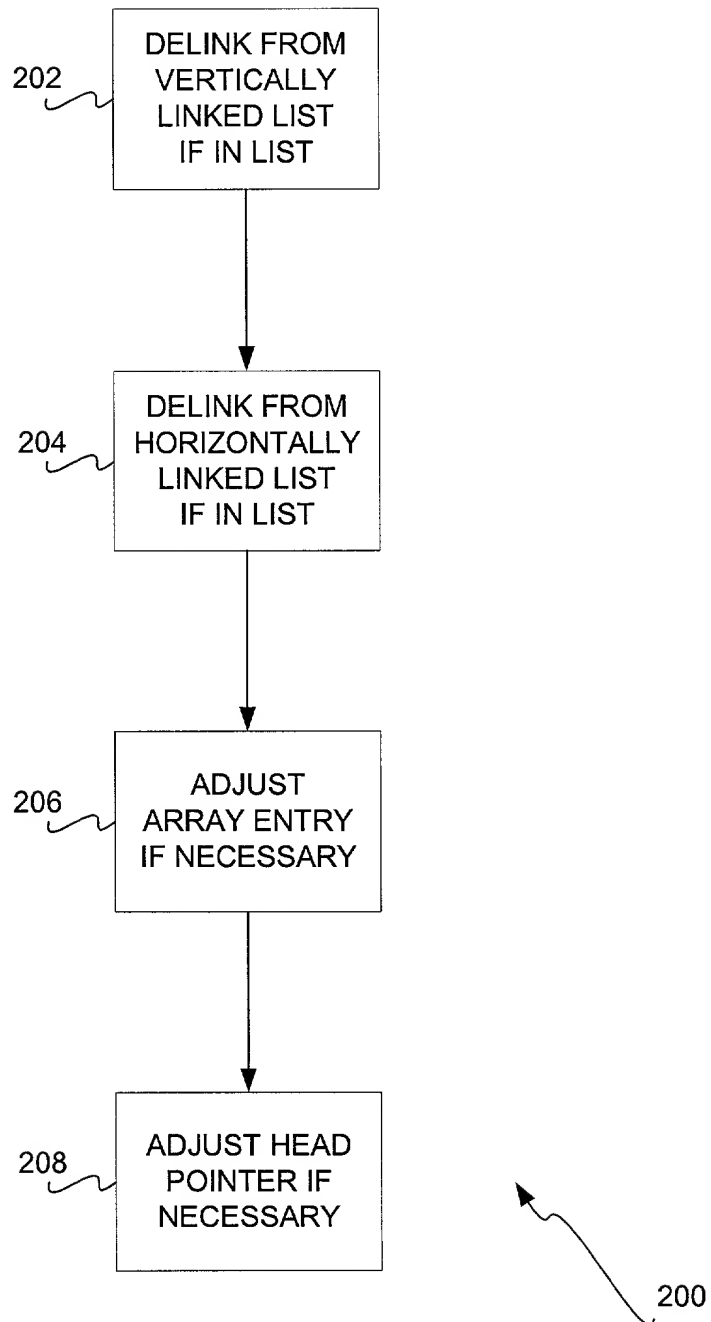 202
DELINK FROM
VERTICALLY
LINKED LIST
IF IN LIST
204
DELINK FROM
HORIZONTALLY
LINKED LIST
IF IN LIST
206
ADJUST
ARRAY ENTRY
IF NECESSARY
208
ADJUST HEAD
POINTER IF
NECESSARY
200